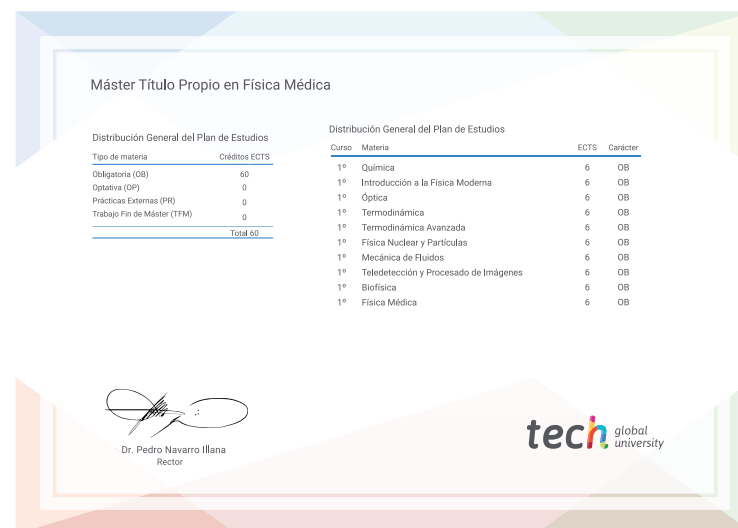 Máster Título Propio en Física Médica
Distribución General del Plan de Estudios
Tipo de materia Créditos ECTS
Obligatoria (OB) 60
Optativa (OP) 0
Prácticas Externas (PR) 0
Trabajo Fin de Máster (TFM) 0
Total 60
Distribución General del Plan de Estudios
Curso Materia ECTS Carácter
1º Química 6 OB
1º Introducción a la Física Moderna 6 OB
1º Óptica 6 OB
1º Termodinámica 6 OB
1º Termodinámica Avanzada 6 OB
1º Física Nuclear y Partículas 6 OB
1º Mecánica de Fluidos 6 OB
1º Teledetección y Procesado de Imágenes 6 OB
1º Biofísica 6 OB
1º Física Médica 6 OB
Dr. Pedro Navarro Illana
Rector
tech global
university